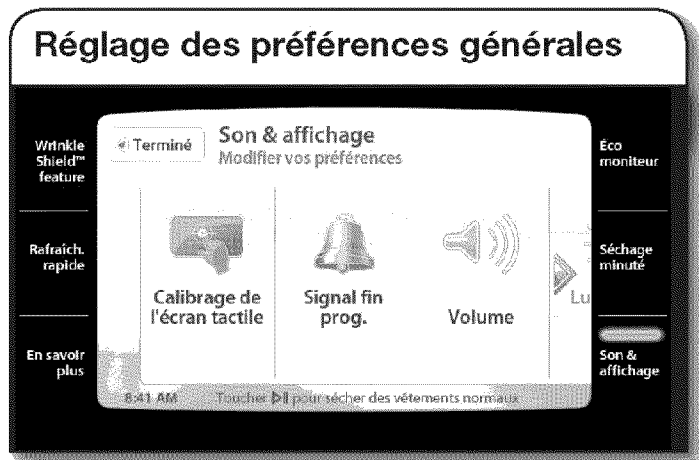 Réglage des préférences générales
Wrinkle
Shield™
feature
Rafraîch.
rapide
En savoir
plus
Terminé
Son & affichage
Modifier vos préférences
Calibrage de
l'écran tactile
Signal fin
prog.
Volume
Lu
8:41 AM
Toucher ▷|| pour sécher des vêtements normaux
Éco
moniteur
Séchage
minuté
Son &
affichage